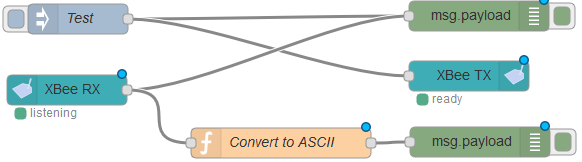 Test
msg.payload
XBee RX
XBee TX
listening
ready
Convert to ASCII
msg.payload